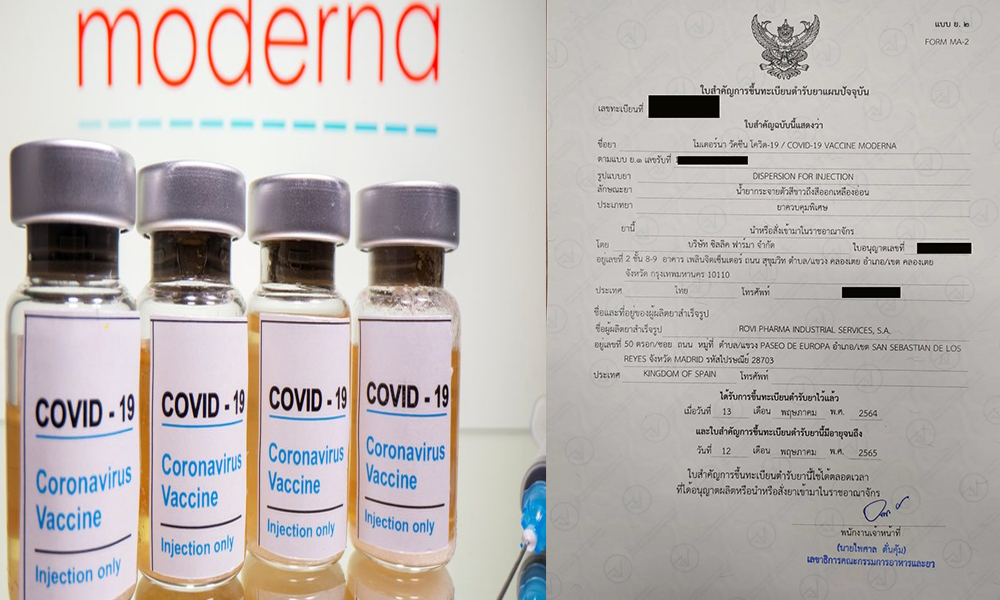 moderna
COVID - 19
Coronavirus
Vaccine
Injection only
COVID - 19
Coronavirus
Vaccine
Injection only
COVID - 19
Coronavirus
Vaccine
Injection only
COVID - 19
Coronavirus
Vaccine
Injection only
แบบ ย. ๒
FORM MA-2
ใบสำคัญการขึ้นทะเบียนตำรับยาแผนปัจจุบัน
เลขทะเบียนที่
ใบสำคัญฉบับนี้แสดงว่า
ชื่อยา โมเดอร์นา วัคซีน โควิด-19 / COVID-19 VACCINE MODERNA
ตามแบบ ย.๑ เลขรับที่
รูปแบบยา DISPERSION FOR INJECTION
ลักษณะยา น้ำยากระจายตัวสีขาวถึงสีออกเหลืองอ่อน
ประเภทยา ยาควบคุมพิเศษ
ยานี้ นำหรือสั่งเข้ามาในราชอาณาจักร
โดย บริษัท ซิลลิค ฟาร์มา จำกัด ใบอนุญาตเลขที่
อยู่เลขที่ 2 ชั้น 8-9 อาคาร เพลินจิตเซ็นเตอร์ ถนน สุขุมวิท ตำบล/แขวง คลองเตย อำเภอ/เขต คลองเตย
จังหวัด กรุงเทพมหานคร 10110
ประเทศ ไทย โทรศัพท์
ชื่อและที่อยู่ของผู้ผลิตยาสำเร็จรูป
ชื่อผู้ผลิตยาสำเร็จรูป ROVI PHARMA INDUSTRIAL SERVICES, S.A.
อยู่เลขที่ 50 ตรอก/ซอย ถนน หมู่ที่ ตำบล/แขวง PASEO DE EUROPA อำเภอ/เขต SAN SEBASTIAN DE LOS
REYES จังหวัด MADRID รหัสไปรษณีย์ 28703
ประเทศ KINGDOM OF SPAIN โทรศัพท์
ได้รับการขึ้นทะเบียนตำรับยาไว้แล้ว
เมื่อวันที่ 13 เดือน พฤษภาคม พ.ศ. 2564
และใบสำคัญการขึ้นทะเบียนตำรับยานี้มีอายุจนถึง
วันที่ 12 เดือน พฤษภาคม พ.ศ. 2565
ใบสำคัญการขึ้นทะเบียนตำรับยานี้ใช้ได้ตลอดเวลา
ที่ได้อนุญาตผลิตหรือนำหรือสั่งยาเข้ามาในราชอาณาจักร
พนักงานเจ้าหน้าที่
(นายไพศาล ดั่นคุ้ม)
เลขาธิการคณะกรรมการอาหารและยา